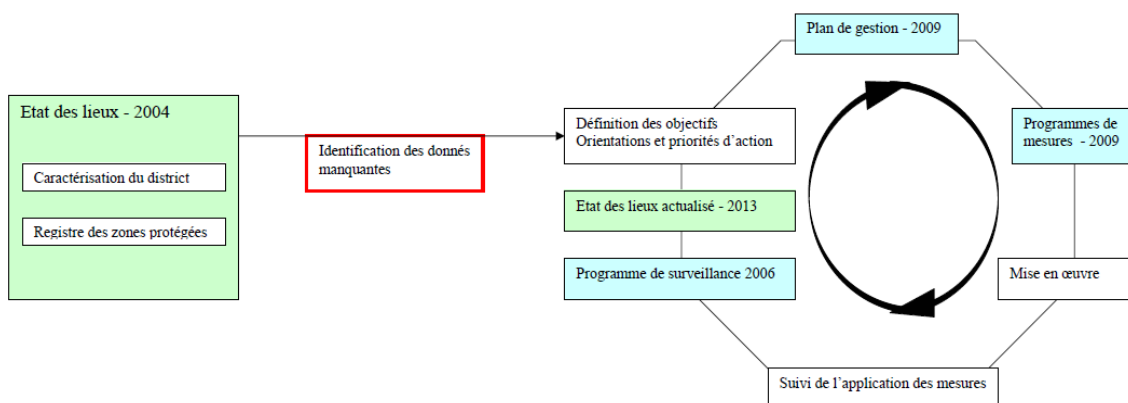 Plan de gestion - 2009
Etat des lieux - 2004
Définition des objectifs
Orientations et priorités d’action
Programmes de
mesures - 2009
Identification des donnés
manquantes
Caractérisation du district
Etat des lieux actualisé - 2013
Registre des zones protégées
Programme de surveillance 2006
Mise en œuvre
Suivi de l’application des mesures